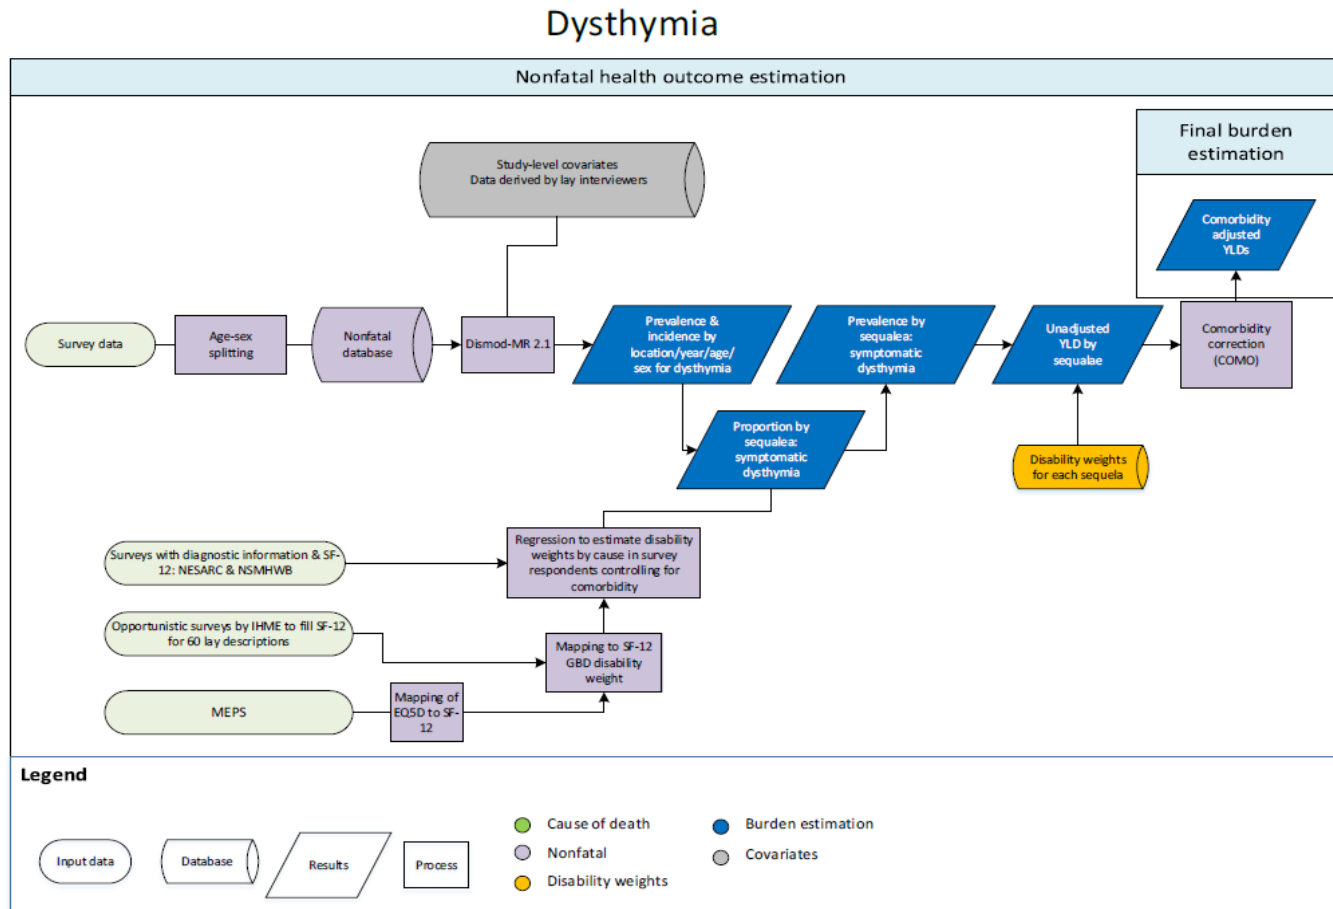 Dysthymia
Nonfatal health outcome estimation
Final burden
estimation
Study-level covariates
Data derived by lay interviewers
Comorbidity
adjusted
YLDs
Survey data
Age-sex
splitting
Nonfatal
database
Dismod-MR 2.1
Prevalence &
incidence by
location/year/age/
sex for dysthymia
Prevalence by
sequalea:
symptomatic
dysthymia
Unadjusted
YLD by
sequalae
Comorbidity
correction
(COMO)
Proportion by
sequalea:
symptomatic
dysthymia
Disability weights
for each sequela
Surveys with diagnostic information & SF-
12: NESARC & NSMHWB
Regression to estimate disability
weights by cause in survey
respondents controlling for
comorbidity
Opportunistic surveys by IHME to fill SF-12
for 60 lay descriptions
Mapping to SF-12
GBD disability
weight
MEPS
Mapping of
EQ5D to SF-
12
Legend
Input data
Database
Results
Process
Cause of death
Nonfatal
Disability weights
Burden estimation
Covariates